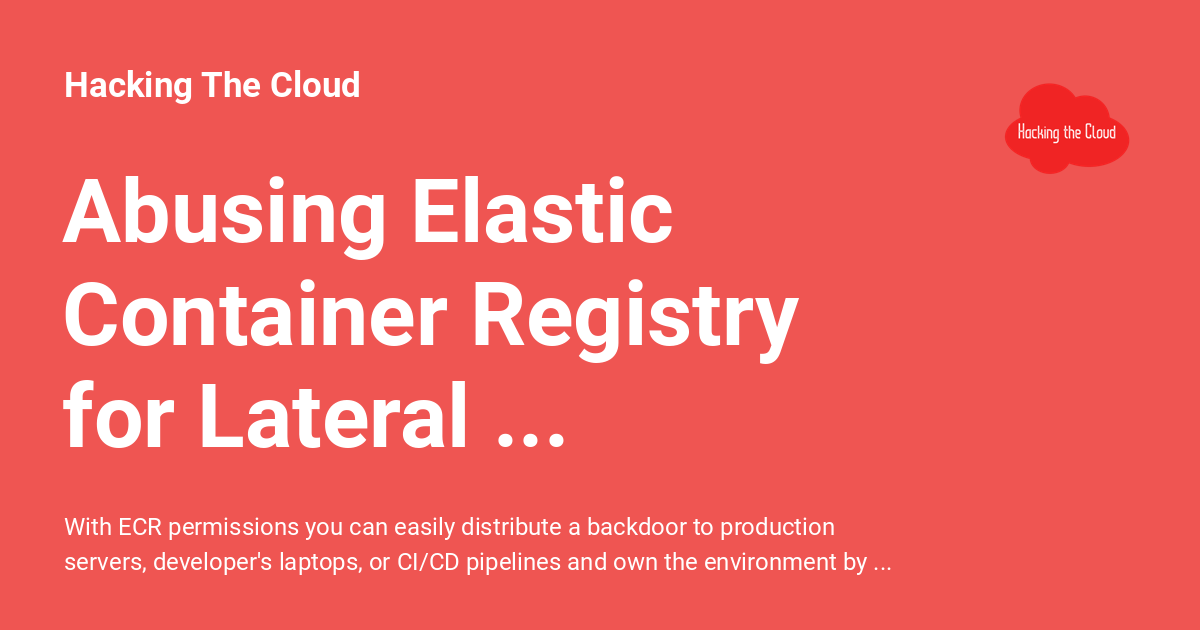 Hacking The Cloud
Hacking the Cloud
Abusing Elastic
Container Registry
for Lateral ...
With ECR permissions you can easily distribute a backdoor to production
servers, developer's laptops, or CI/CD pipelines and own the environment by ...